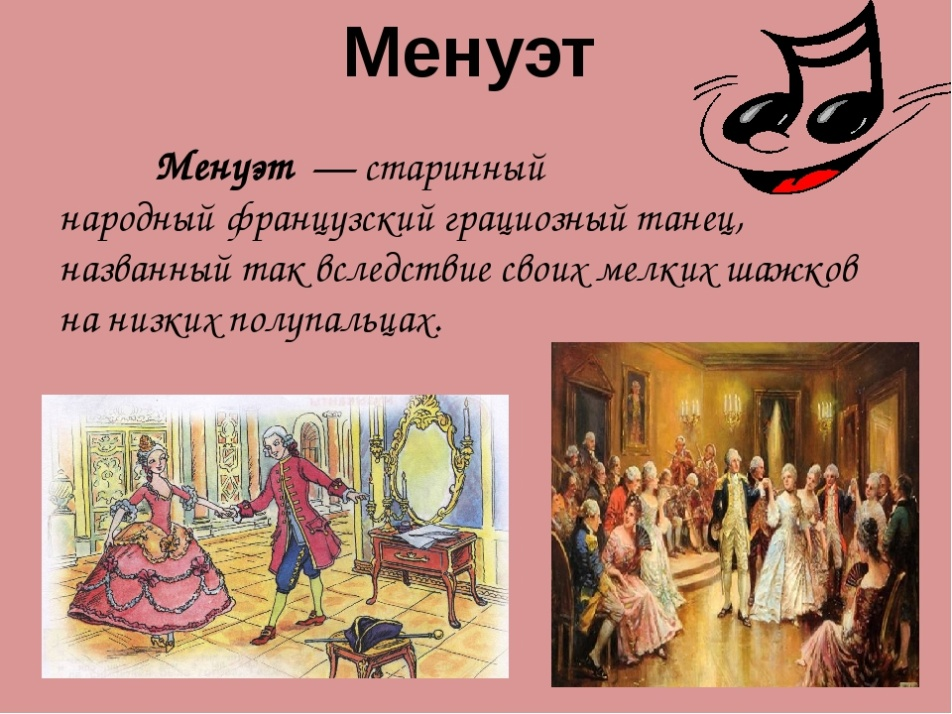 Менуэт
Менуэт — старинный
народный французский грациозный танец,
названный так вследствие своих мелких шажков
на низких полупальцах.